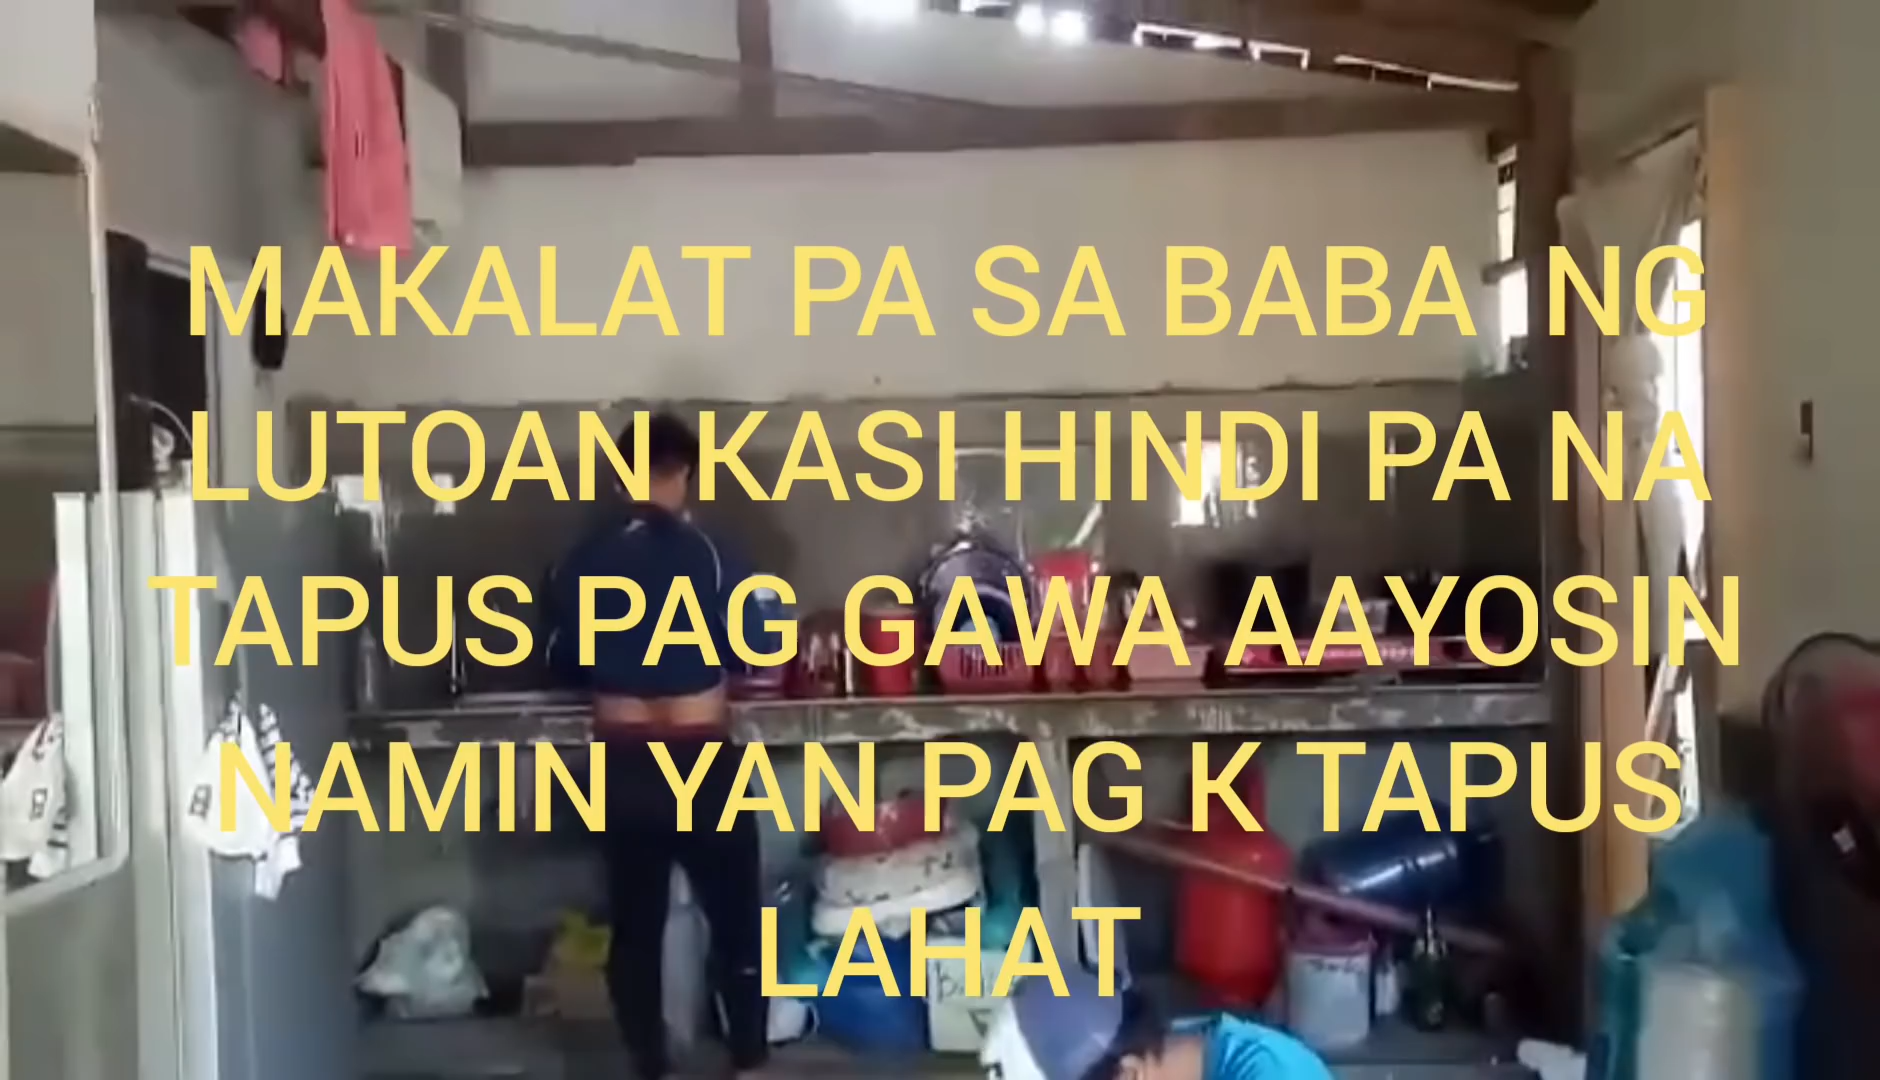 MAKALAT PA SA BABA NG
LUTOAN KASI HINDI PA NA
TAPUS PAG GAWA AAYOSIN
NAMIN YAN PAG K TAPUS
LAHAT